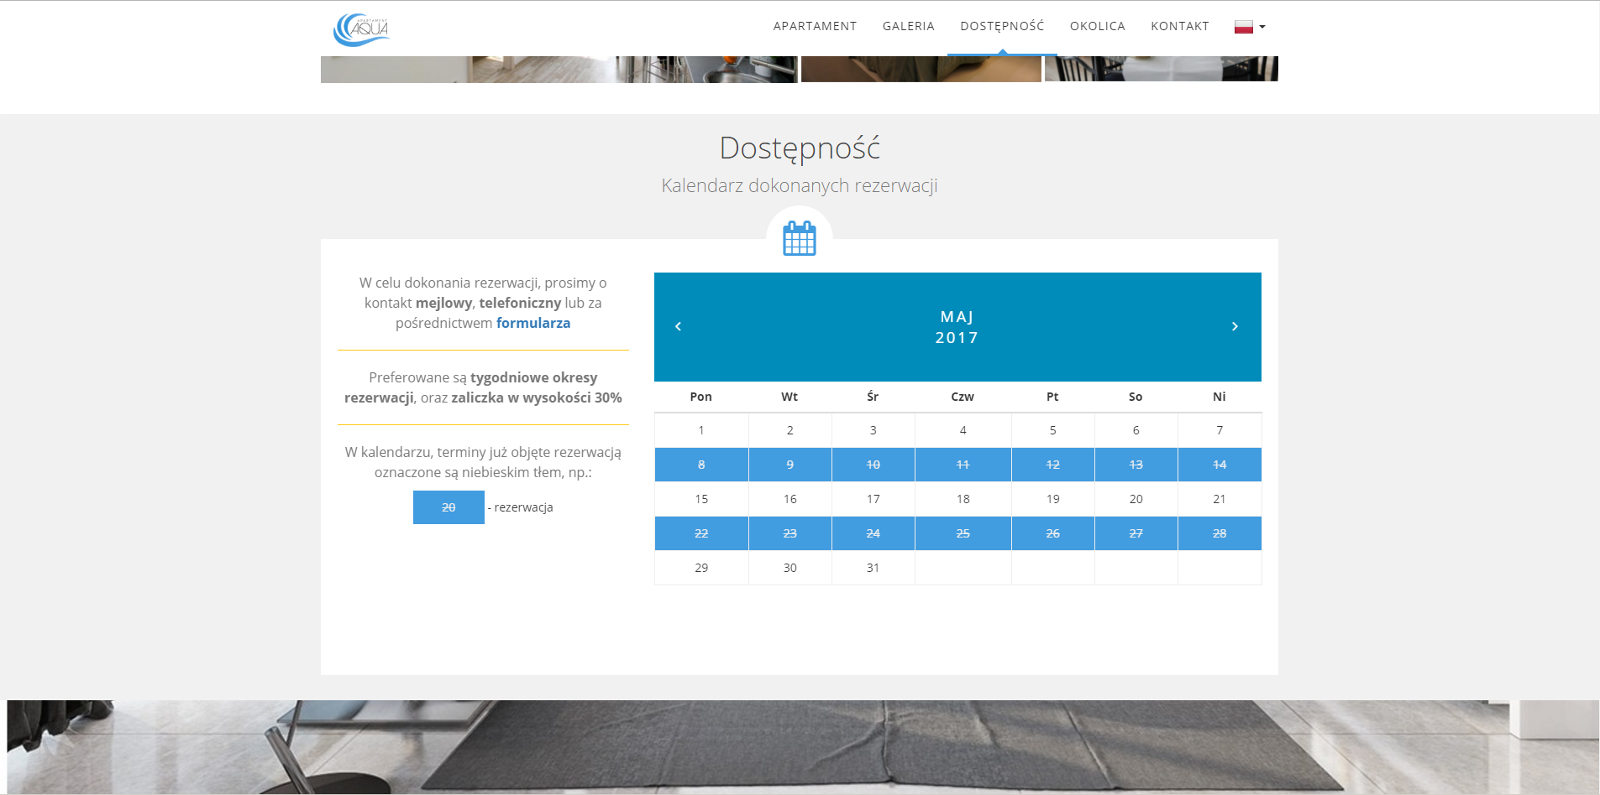 APARTAMENT
AQUA
APARTAMENT GALERIA DOSTĘPNOŚĆ OKOLICA KONTAKT
Dostępność
Kalendarz dokonanych rezerwacji
W celu dokonania rezerwacji, prosimy o
kontakt mejlowy, telefoniczny lub za
pośrednictwem formularza
Preferowane są tygodniowe okresy
rezerwacji, oraz zaliczka w wysokości 30%
W kalendarzu, terminy już objęte rezerwacją
oznaczone są niebieskim tłem, np.:
20 - rezerwacja
MAJ
2017
Pon Wt Śr Czw Pt So Ni
1 2 3 4 5 6 7
8 9 10 11 12 13 14
15 16 17 18 19 20 21
22 23 24 25 26 27 28
29 30 31